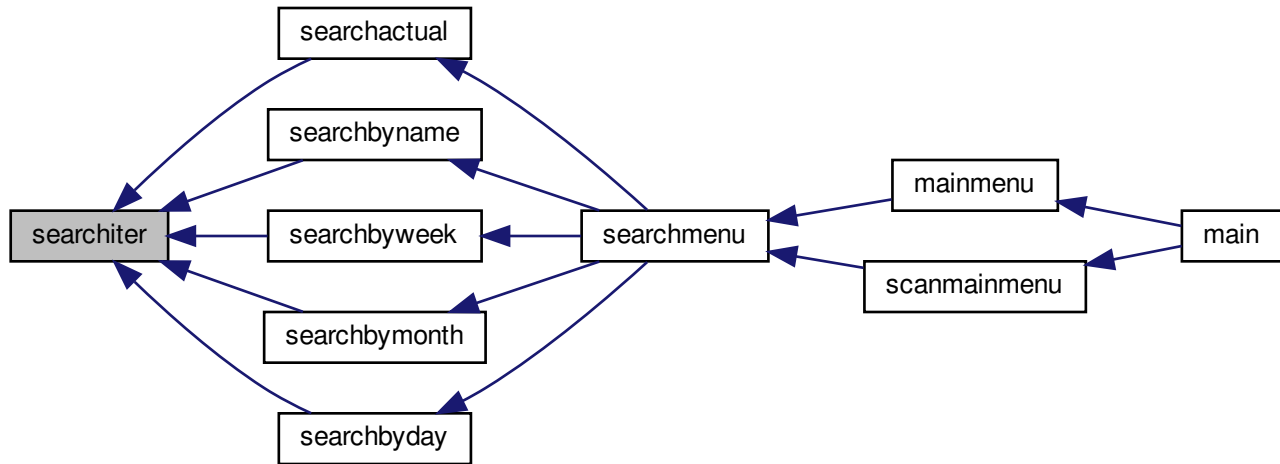 searchactual
searchbyname
searchiter
searchbyweek
searchbymonth
searchbyday
searchmenu
mainmenu
scanmainmenu
main